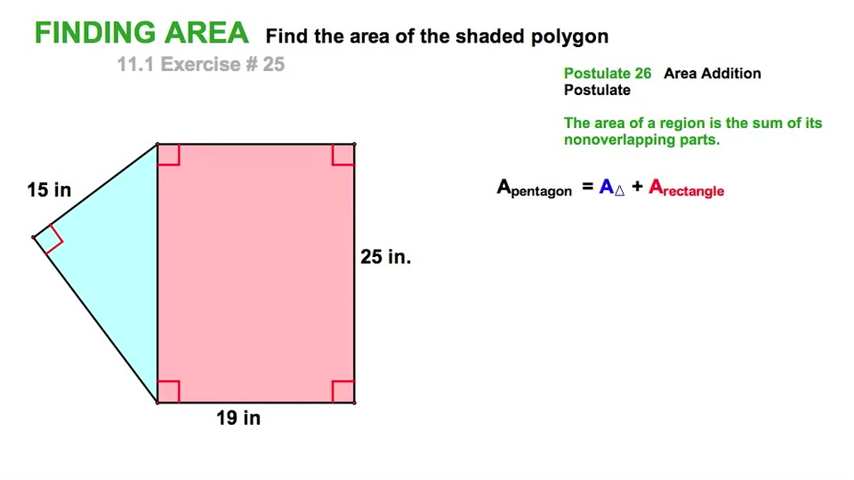 FINDING AREA Find the area of the shaded polygon
11.1 Exercise # 25
Postulate 26 Area Addition
Postulate
The area of a region is the sum of its
nonoverlapping parts.
15 in
Apentagon = A△ + Arectangle
25 in.
19 in